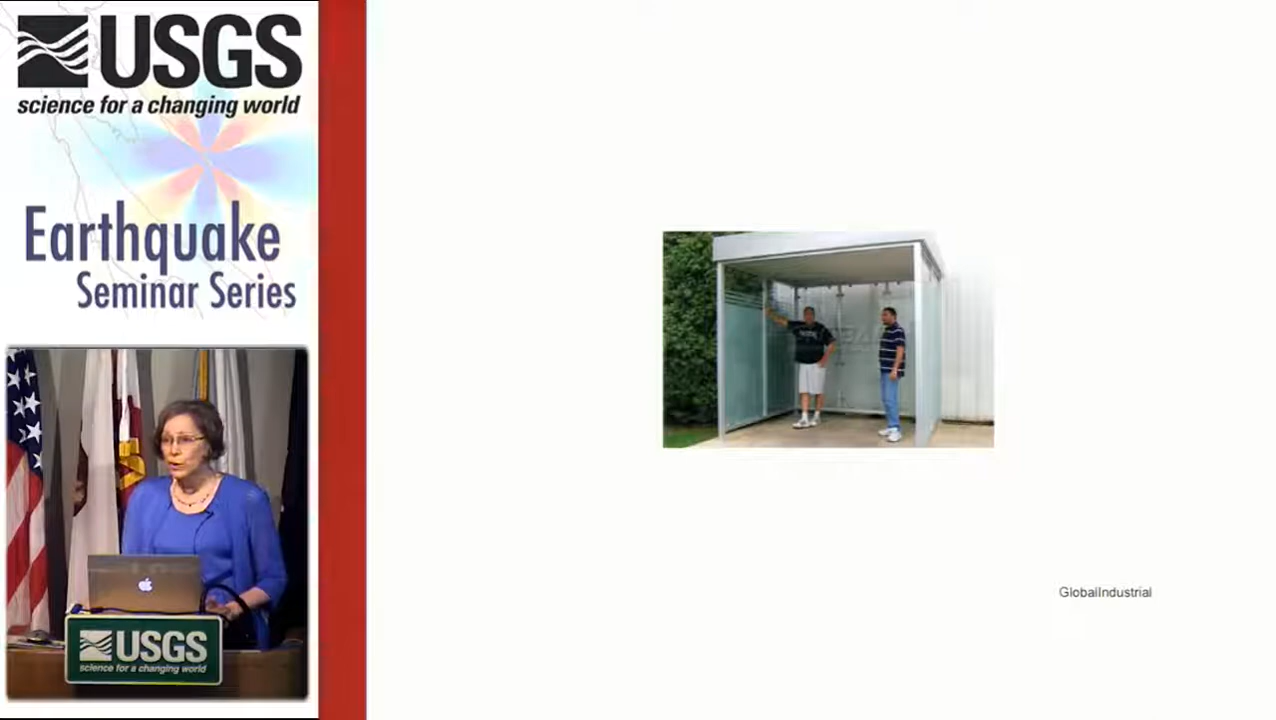 USGS
science for a changing world
Earthquake
Seminar Series
USGS
science for a changing world
GlobalIndustrial